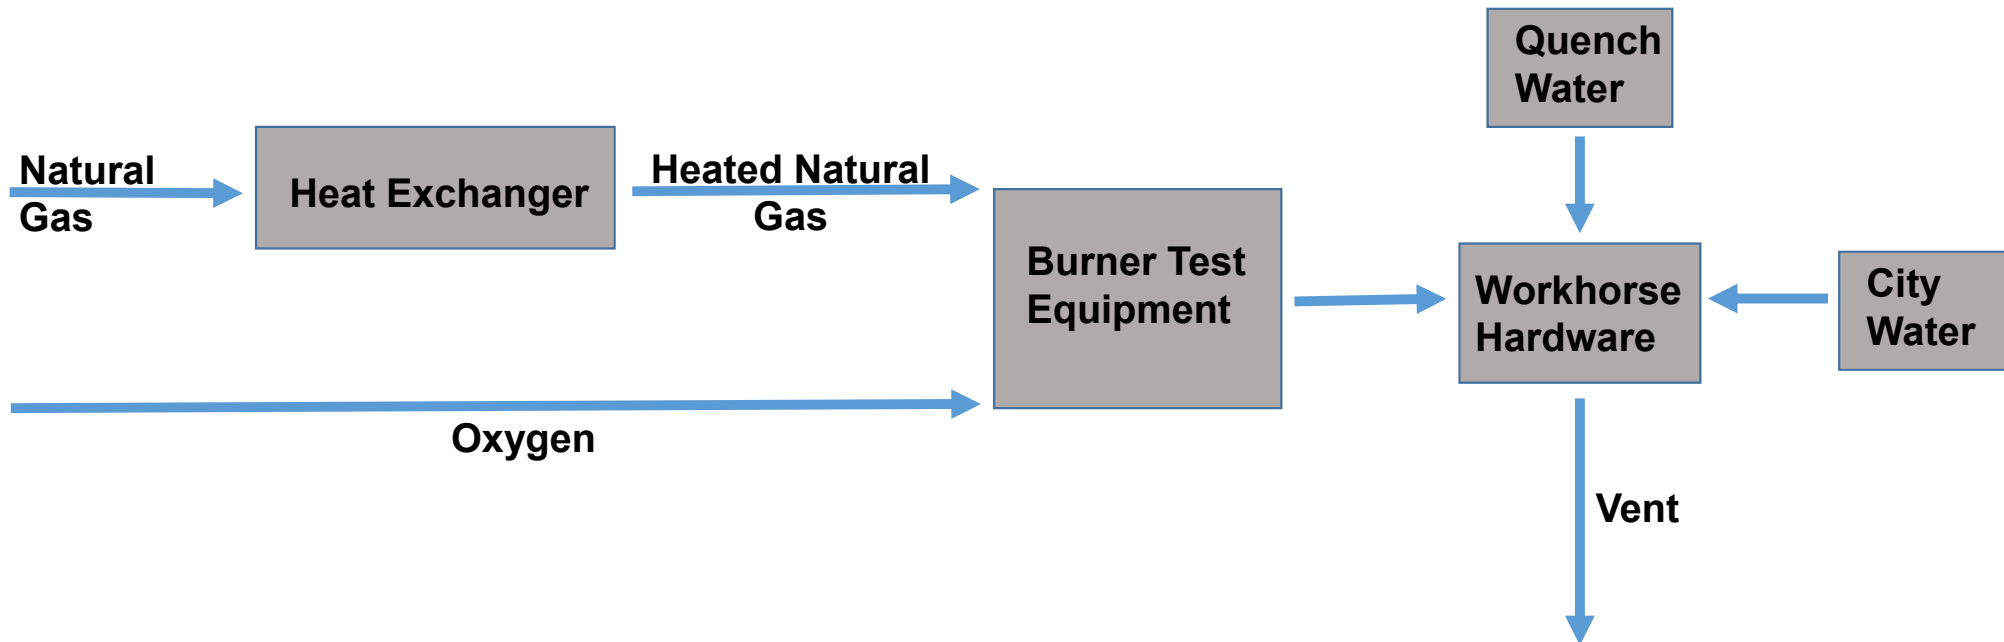 Quench
Water
Natural
Gas
Heat Exchanger
Heated Natural
Gas
Burner Test
Equipment
Workhorse
Hardware
City
Water
Oxygen
Vent